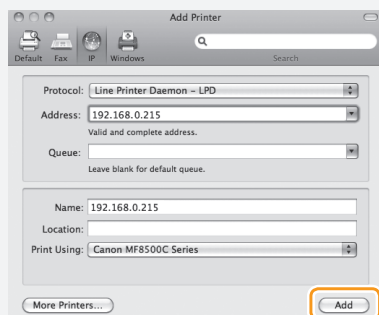 Add Printer
Default Fax IP Windows Search
Protocol: Line Printer Daemon – LPD
Address: 192.168.0.215
Valid and complete address.
Queue:
Leave blank for default queue.
Name: 192.168.0.215
Location:
Print Using: Canon MF8500C Series
More Printers... Add